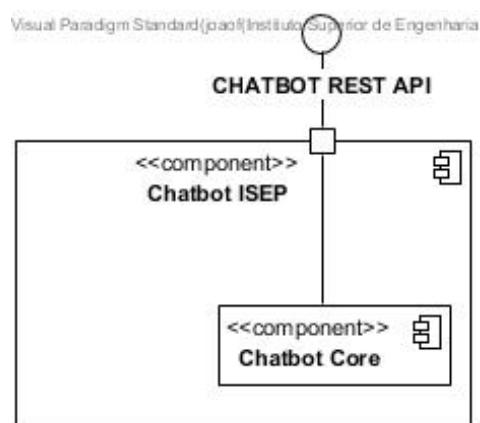 Visual Paradigm Standard(joaof(Instituto Superior de Engenharia
CHATBOT REST API
<<component>>
Chatbot ISEP
<<component>>
Chatbot Core